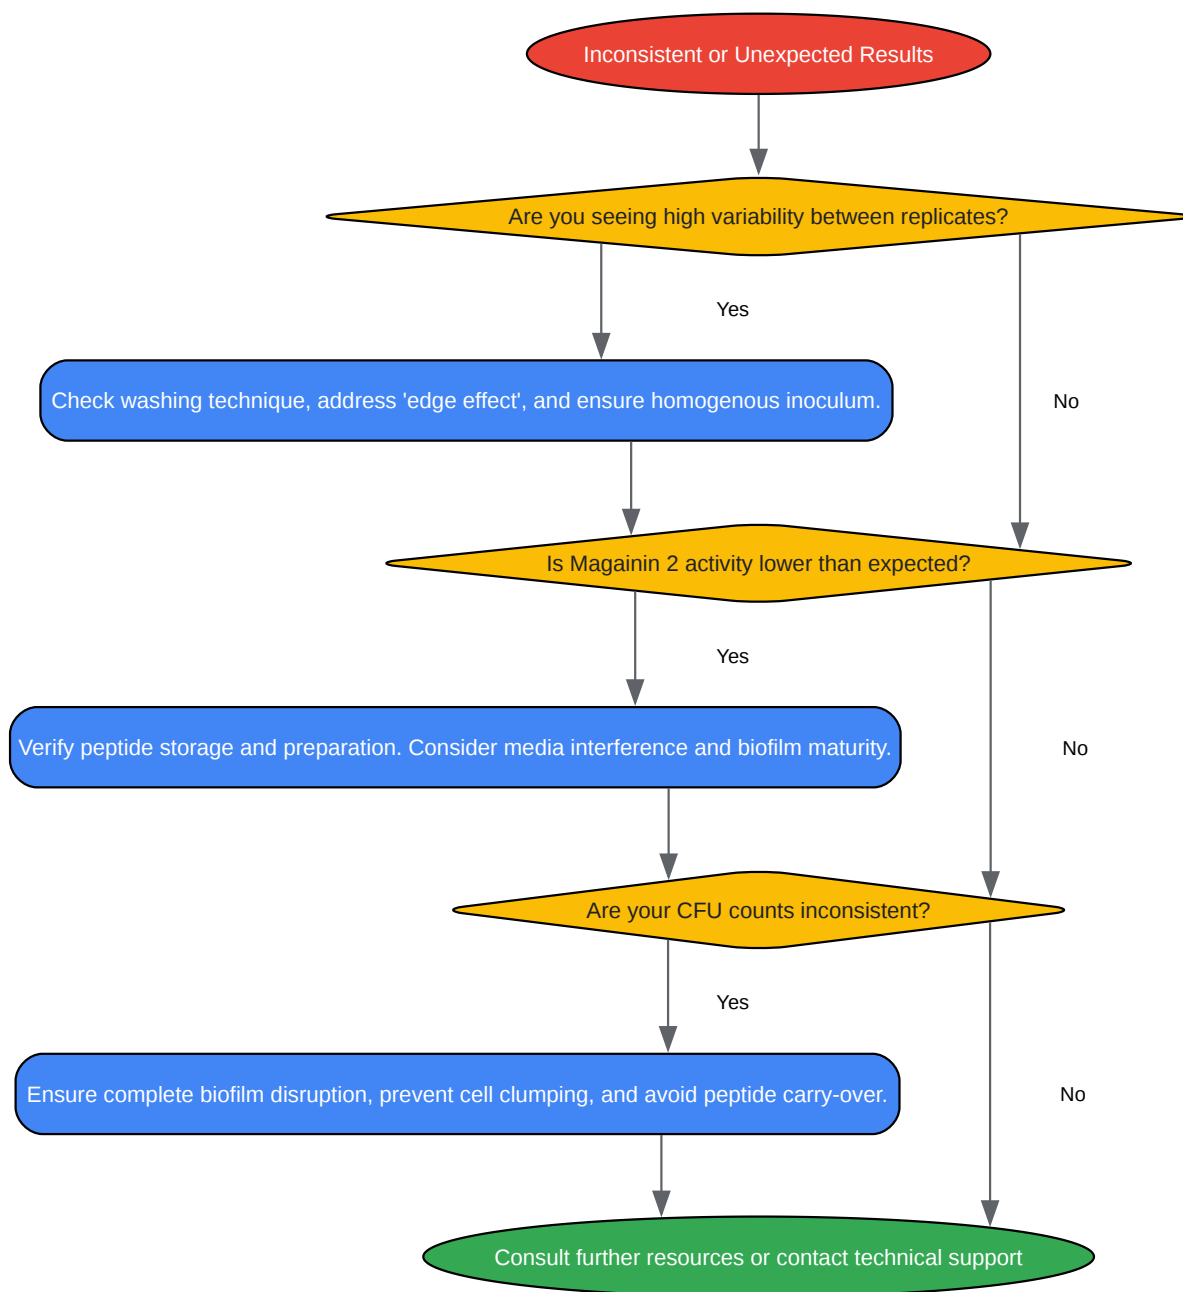 Inconsistent or Unexpected Results
Are you seeing high variability between replicates?
Yes
Check washing technique, address 'edge effect', and ensure homogenous inoculum.
No
Is Magainin 2 activity lower than expected?
Yes
Verify peptide storage and preparation. Consider media interference and biofilm maturity.
No
Are your CFU counts inconsistent?
Yes
Ensure complete biofilm disruption, prevent cell clumping, and avoid peptide carry-over.
No
Consult further resources or contact technical support